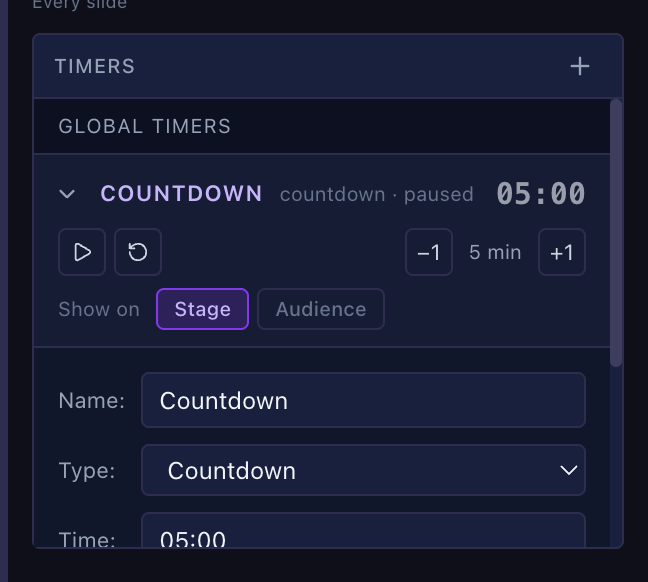 Every slide
TIMERS +
GLOBAL TIMERS
COUNTDOWN countdown · paused 05:00
−1 5 min +1
Show on Stage Audience
Name: Countdown
Type: Countdown
Time: 05:00